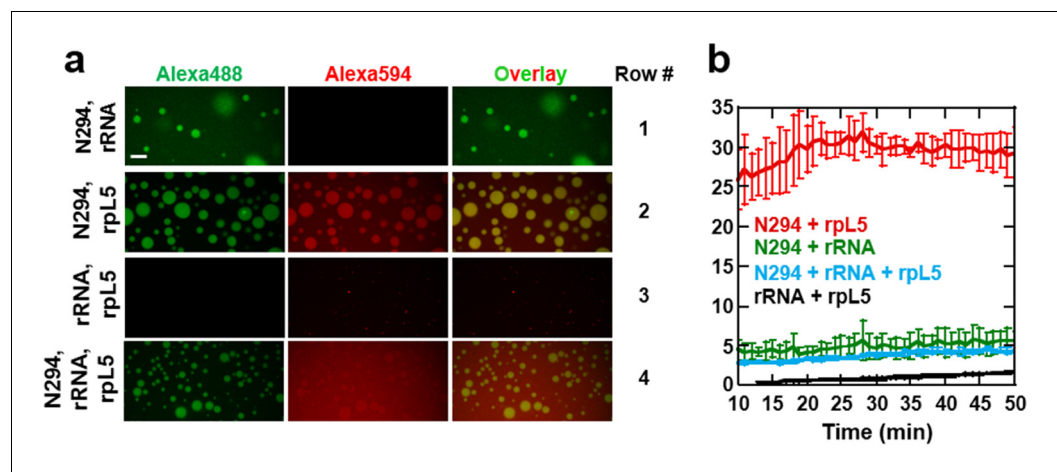 a
Alexa488 Alexa594 Overlay Row #
N294,
rRNA
1
N294,
rpL5
2
rRNA,
rpL5
3
N294,
rRNA,
rpL5
4
b
35
30
25
20
15
10
5
0
N294 + rpL5
N294 + rRNA
N294 + rRNA + rpL5
rRNA + rpL5
10 15 20 25 30 35 40 45 50
Time (min)